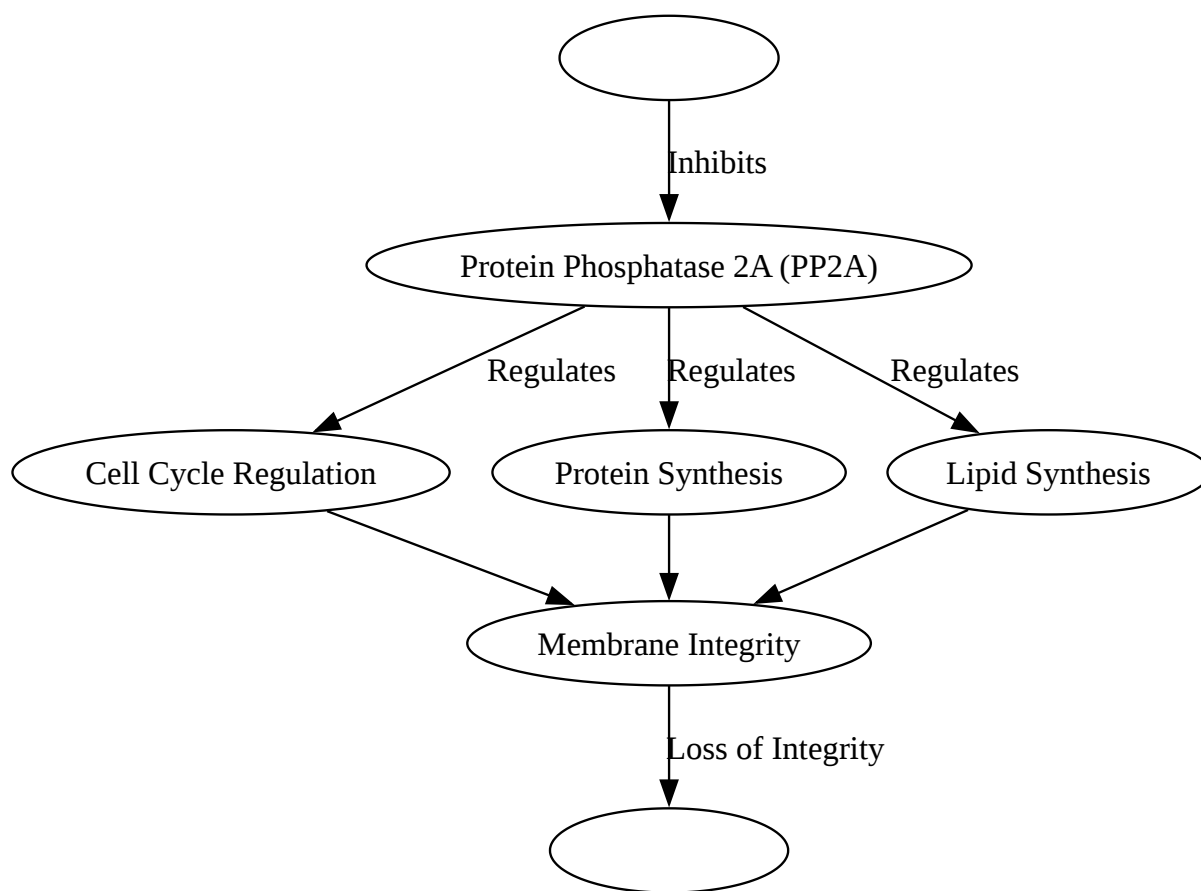 Inhibits
Protein Phosphatase 2A (PP2A)
Regulates
Regulates
Regulates
Cell Cycle Regulation
Protein Synthesis
Lipid Synthesis
Membrane Integrity
Loss of Integrity